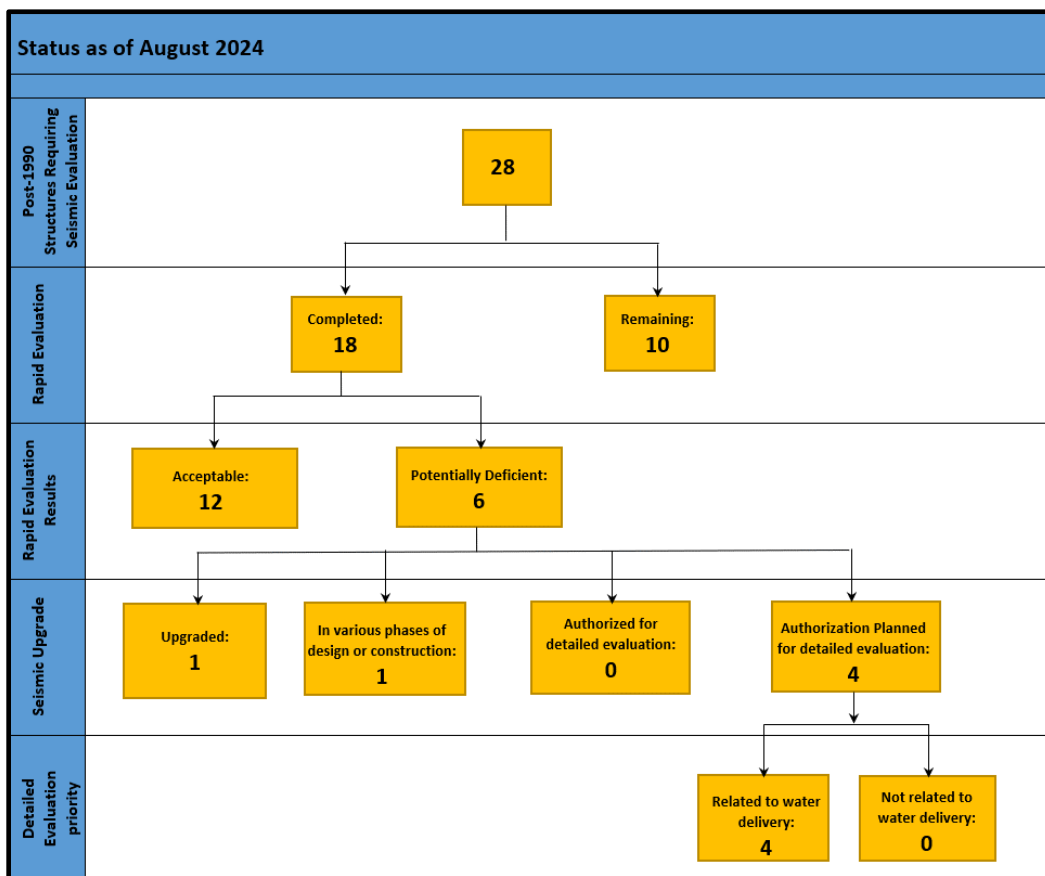 Status as of August 2024
Post-1990
Structures Requiring
Seismic Evaluation
28
Rapid Evaluation
Completed:
18
Remaining:
10
Rapid Evaluation
Results
Acceptable:
12
Potentially Deficient:
6
Seismic Upgrade
Upgraded:
1
In various phases of
design or construction:
1
Authorized for
detailed evaluation:
0
Authorization Planned
for detailed evaluation:
4
Detailed
Evaluation
priority
Related to water
delivery:
4
Not related to
water delivery:
0